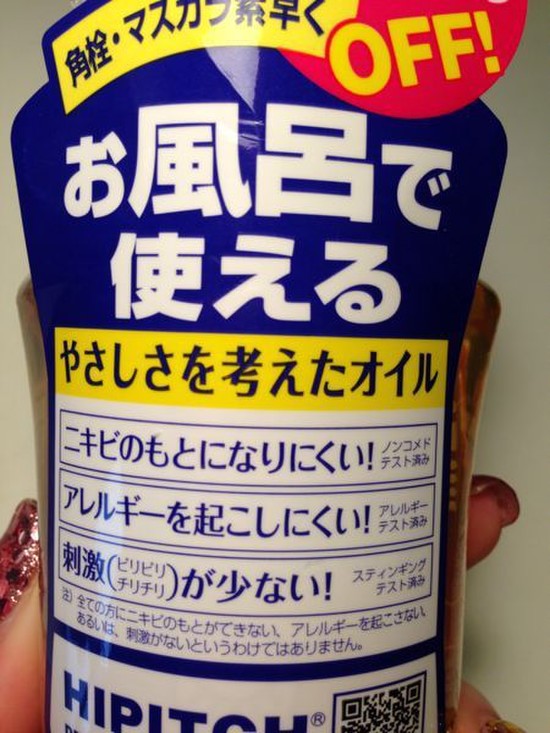 角栓・マスカラ素早く
OFF!
お風呂で
使える
やさしさを考えたオイル
ニキビのもとになりにくい! ノンコメド
テスト済み
アレルギーを起こしにくい! アレルギー
テスト済み
刺激(ピリピリ
チリチリ)が少ない! スティンギング
テスト済み
注) 全ての方にニキビのもとができない、アレルギーを起こさない、
あるいは、刺激がないというわけではありません。
HIPITCH®